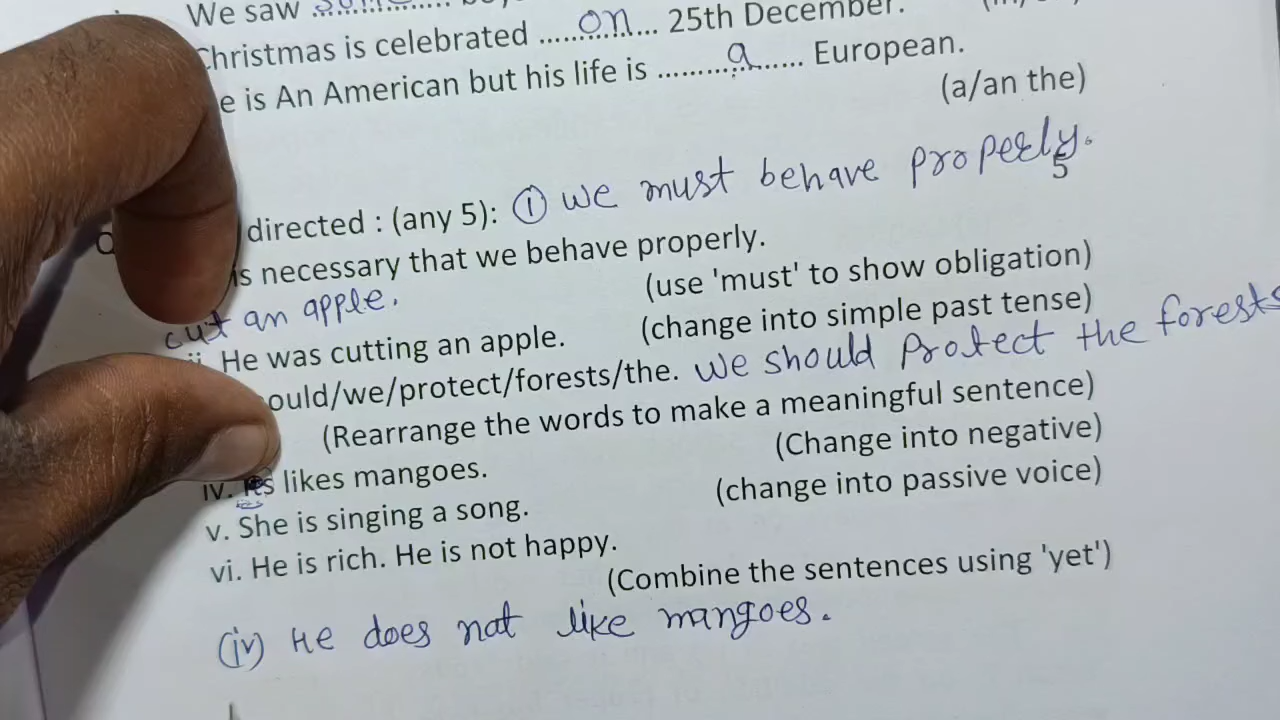 We saw ............... 
Christmas is celebrated ......on...... 25th December.
e is An American but his life is .........a......... European.
(a/an the)
5
directed : (any 5): ① We must behave properly.
is necessary that we behave properly.
(use 'must' to show obligation)
cut an apple.
ii. He was cutting an apple.
(change into simple past tense)
ould/we/protect/forests/the. We should Protect the forests
(Rearrange the words to make a meaningful sentence)
iv. likes mangoes.
(Change into negative)
v. She is singing a song.
(change into passive voice)
vi. He is rich. He is not happy.
(Combine the sentences using 'yet')
(iv) He does not like mangoes.